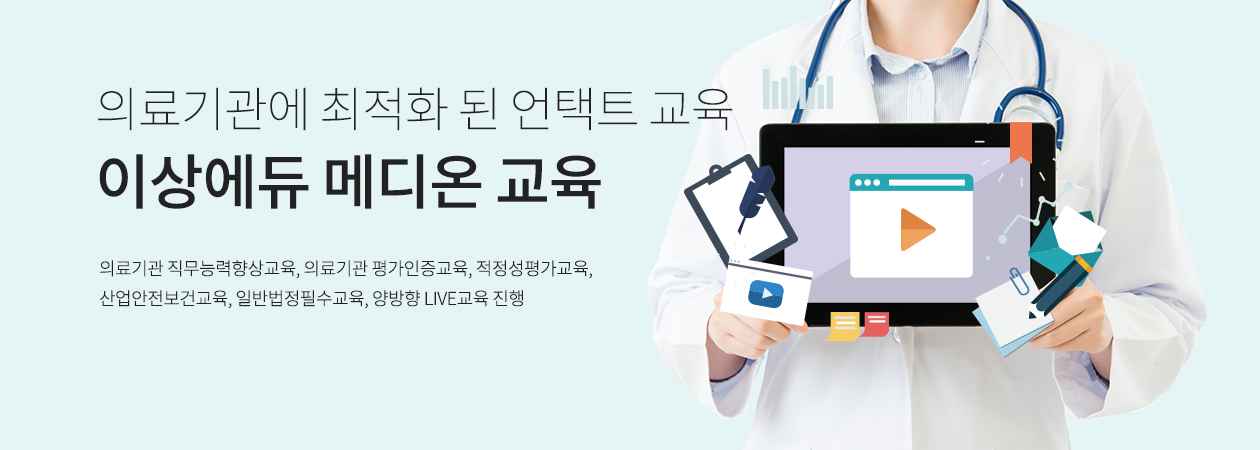 의료기관에 최적화 된 언택트 교육
이상에듀 메디온 교육
의료기관 직무능력향상교육, 의료기관 평가인증교육, 적정성평가교육,
산업안전보건교육, 일반법정필수교육, 양방향 LIVE교육 진행